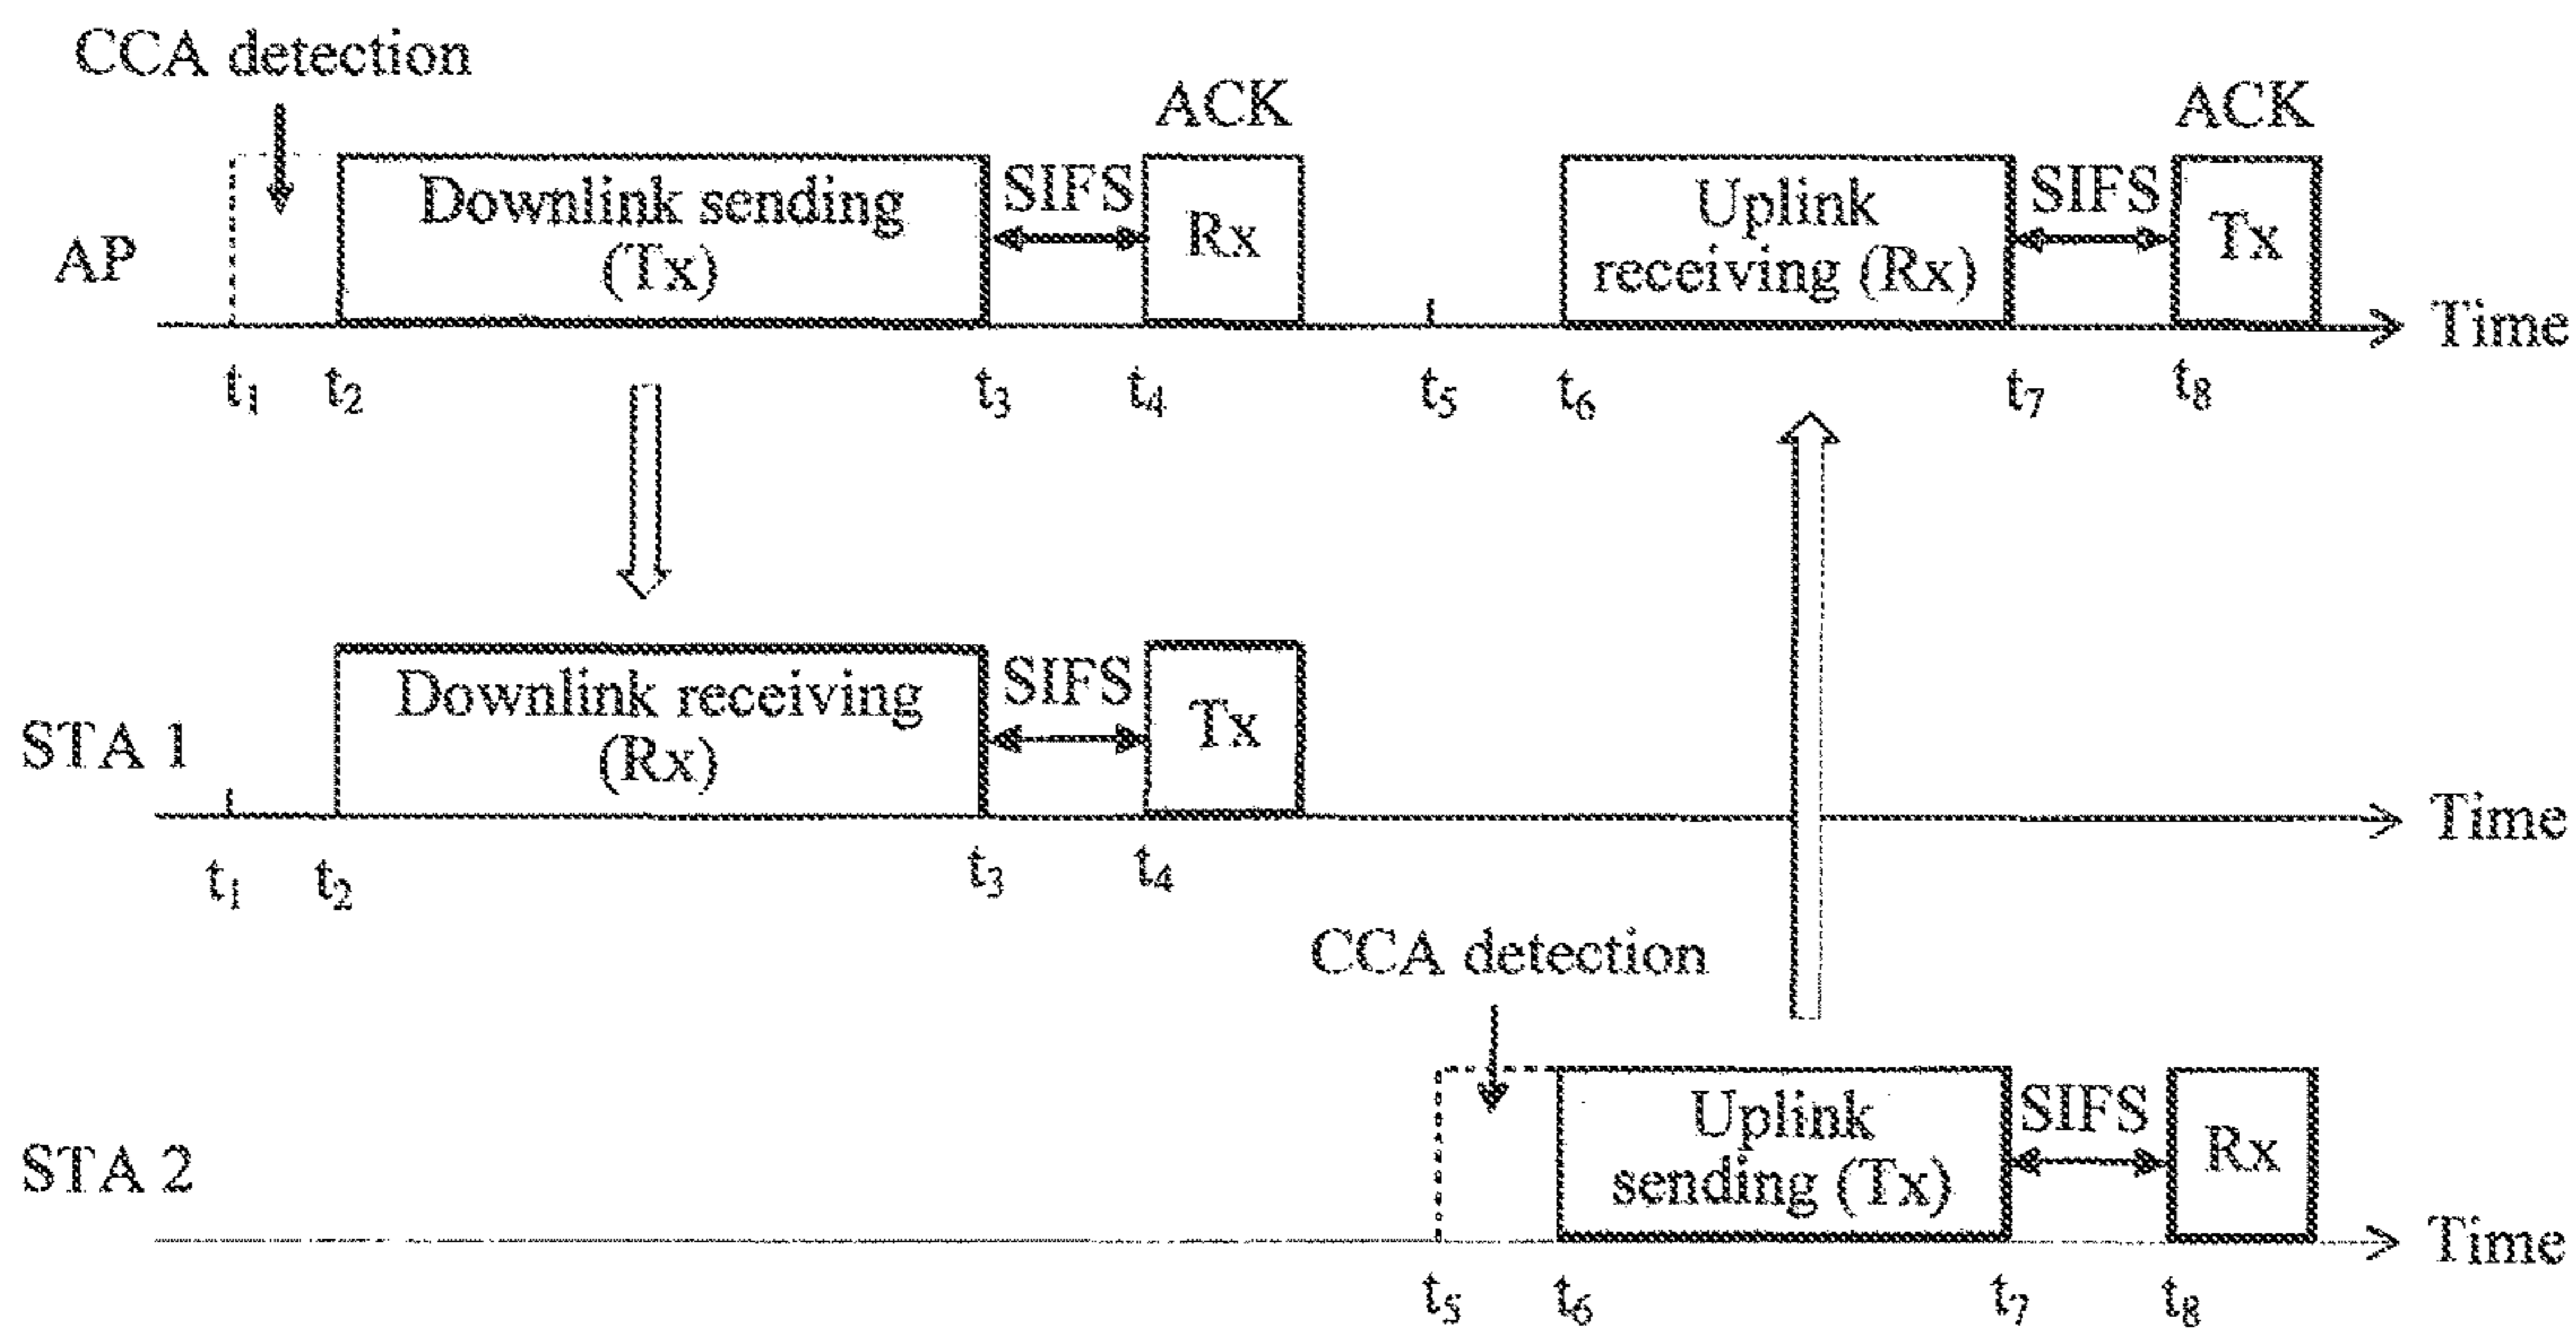 CCA detection
ACK
ACK
AP
Downlink sending
(Tx)
SIFS
Rx
Uplink
receiving (Rx)
SIFS
Tx
Time
t1
t2
t3
t4
t5
t6
t7
t8
STA 1
Downlink receiving
(Rx)
SIFS
Tx
Time
t1
t2
t3
t4
CCA detection
STA 2
Uplink
sending (Tx)
SIFS
Rx
Time
t5
t6
t7
t8